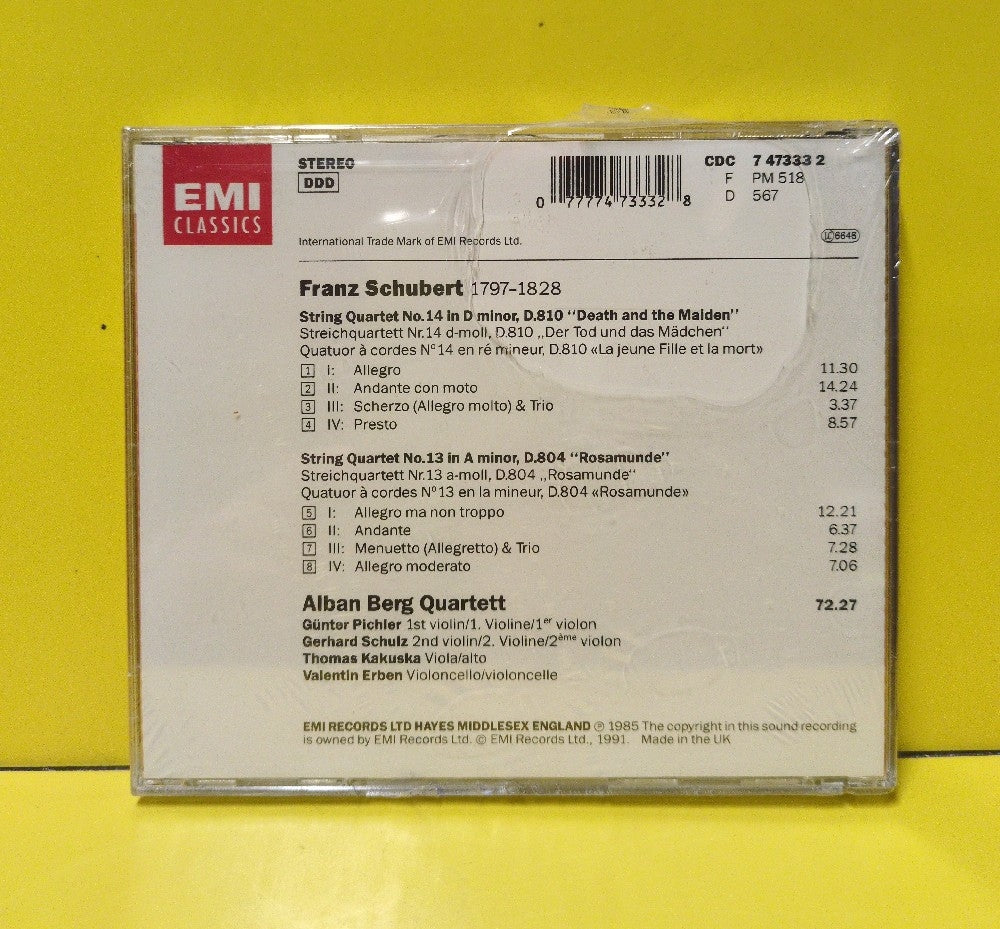 EMI
CLASSICS
STEREO
DDD
0 77774 73332 8
CDC 7 47333 2
F PM 518
D 567
International Trade Mark of EMI Records Ltd.
LC 6646
Franz Schubert 1797-1828
String Quartet No.14 in D minor, D.810 "Death and the Maiden"
Streichquartett Nr.14 d-moll, D.810 „Der Tod und das Mädchen"
Quatuor à cordes N° 14 en ré mineur, D.810 «La jeune Fille et la mort»
1 I: Allegro 11.30
2 II: Andante con moto 14.24
3 III: Scherzo (Allegro molto) & Trio 3.37
4 IV: Presto 8.57
String Quartet No.13 in A minor, D.804 "Rosamunde"
Streichquartett Nr.13 a-moll, D.804 „Rosamunde"
Quatuor à cordes N° 13 en la mineur, D.804 «Rosamunde»
5 I: Allegro ma non troppo 12.21
6 II: Andante 6.37
7 III: Menuetto (Allegretto) & Trio 7.28
8 IV: Allegro moderato 7.06
Alban Berg Quartett 72.27
Günter Pichler 1st violin/1. Violine/1er violon
Gerhard Schulz 2nd violin/2. Violine/2ème violon
Thomas Kakuska Viola/alto
Valentin Erben Violoncello/violoncelle
EMI RECORDS LTD HAYES MIDDLESEX ENGLAND ℗ 1985 The copyright in this sound recording
is owned by EMI Records Ltd. © EMI Records Ltd., 1991. Made in the UK